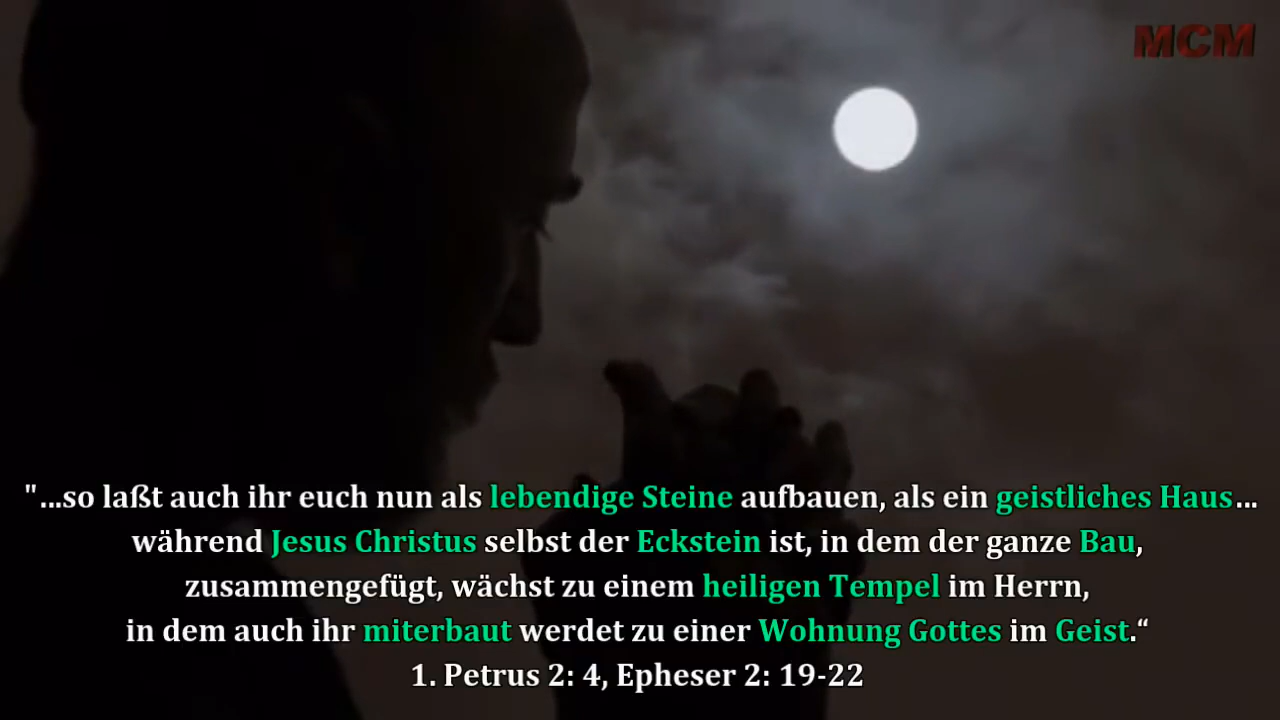 MCM
"...so laßt auch ihr euch nun als lebendige Steine aufbauen, als ein geistliches Haus...
während Jesus Christus selbst der Eckstein ist, in dem der ganze Bau,
zusammengefügt, wächst zu einem heiligen Tempel im Herrn,
in dem auch ihr miterbaut werdet zu einer Wohnung Gottes im Geist.“
1. Petrus 2: 4, Epheser 2: 19-22